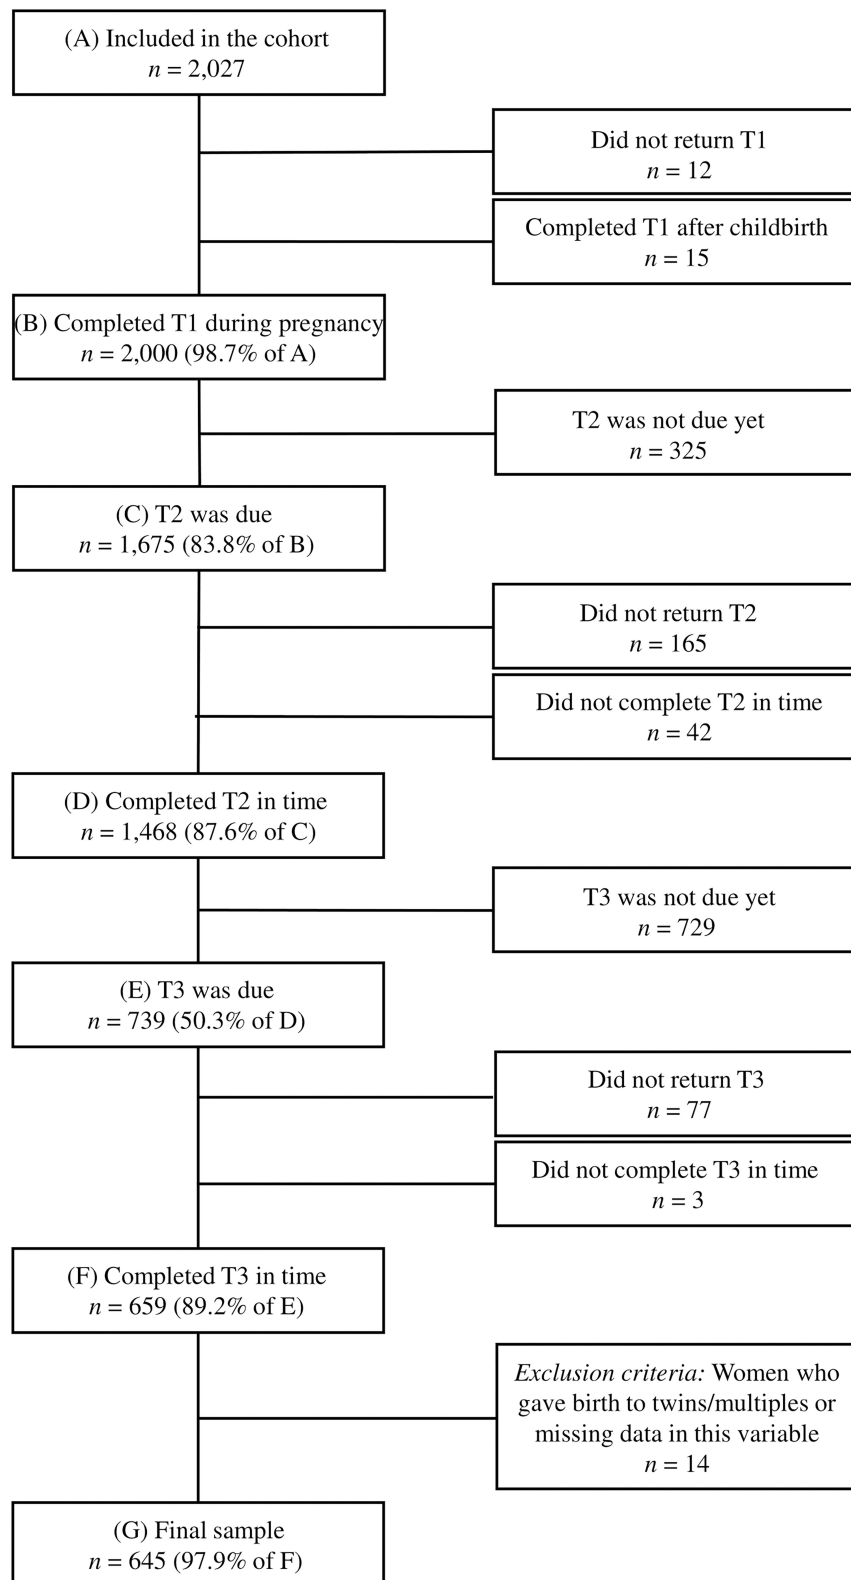 (A) Included in the cohort
n = 2,027
Did not return T1
n = 12
Completed T1 after childbirth
n = 15
(B) Completed T1 during pregnancy
n = 2,000 (98.7% of A)
T2 was not due yet
n = 325
(C) T2 was due
n = 1,675 (83.8% of B)
Did not return T2
n = 165
Did not complete T2 in time
n = 42
(D) Completed T2 in time
n = 1,468 (87.6% of C)
T3 was not due yet
n = 729
(E) T3 was due
n = 739 (50.3% of D)
Did not return T3
n = 77
Did not complete T3 in time
n = 3
(F) Completed T3 in time
n = 659 (89.2% of E)
Exclusion criteria: Women who
gave birth to twins/multiples or
missing data in this variable
n = 14
(G) Final sample
n = 645 (97.9% of F)